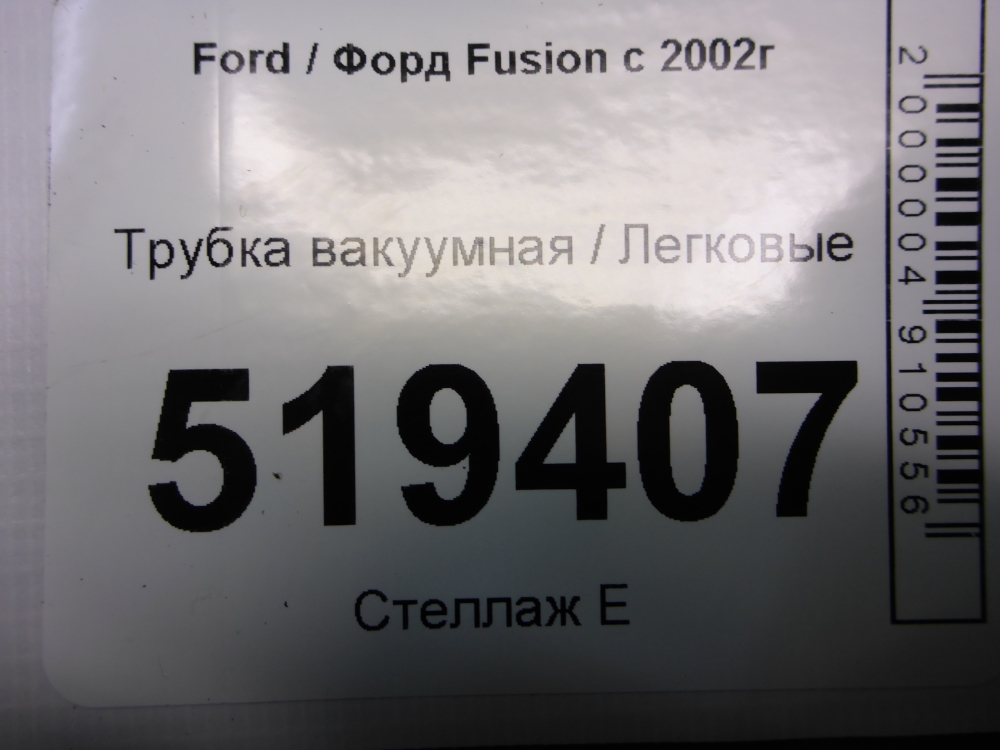 Ford / Форд Fusion с 2002г
Трубка вакуумная / Легковые
519407
Стеллаж Е
2000004910556